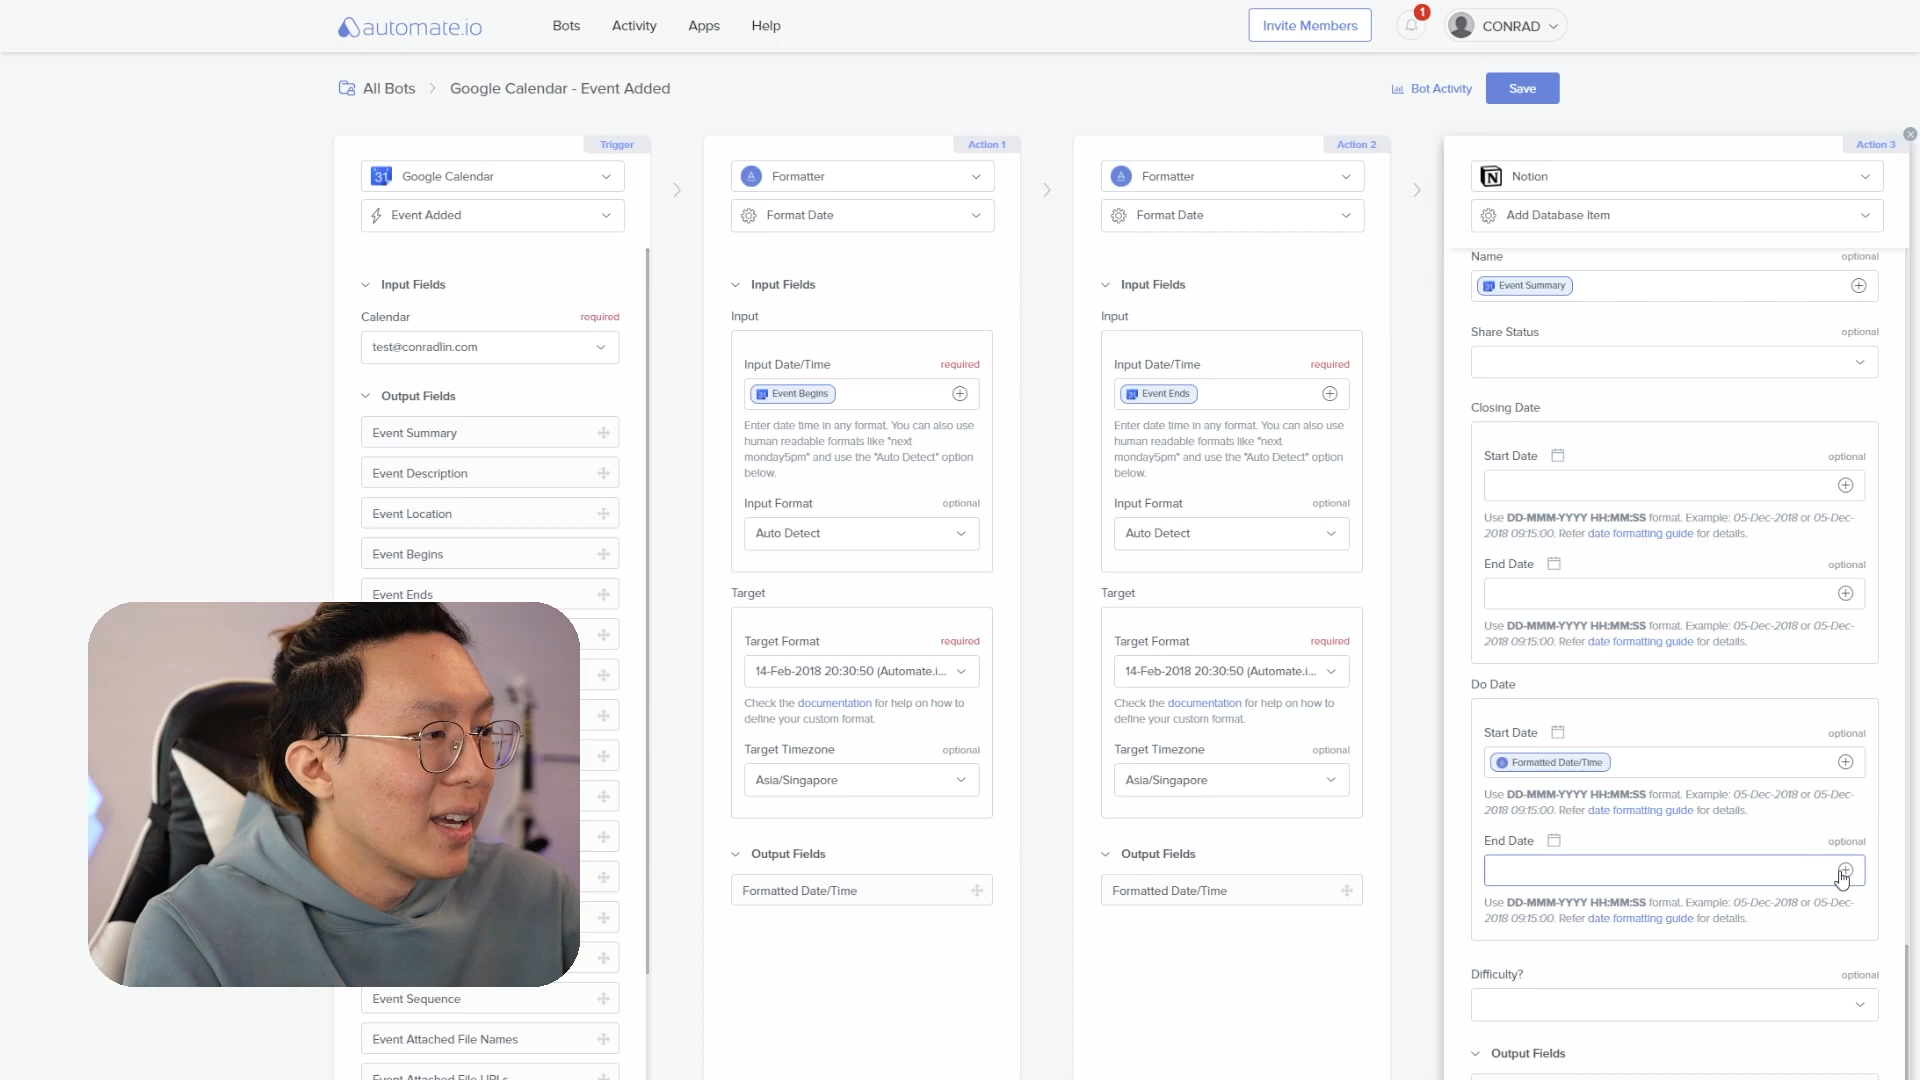 automate.io
Bots
Activity
Apps
Help
Invite Members
1
CONRAD
All Bots
Google Calendar - Event Added
Bot Activity
Save
Trigger
31 Google Calendar
Event Added
Input Fields
Calendar
required
test@conradlin.com
Output Fields
Event Summary
Event Description
Event Location
Event Begins
Event Ends
Event Sequence
Event Attached File Names
Event Attached File URLs
Action 1
Formatter
Format Date
Input Fields
Input
Input Date/Time
required
31 Event Begins
Enter date time in any format. You can also use
human readable formats like "next
monday5pm" and use the "Auto Detect" option
below.
Input Format
optional
Auto Detect
Target
Target Format
required
14-Feb-2018 20:30:50 (Automate.i...
Check the documentation for help on how to
define your custom format.
Target Timezone
optional
Asia/Singapore
Output Fields
Formatted Date/Time
Action 2
Formatter
Format Date
Input Fields
Input
Input Date/Time
required
31 Event Ends
Enter date time in any format. You can also use
human readable formats like "next
monday5pm" and use the "Auto Detect" option
below.
Input Format
optional
Auto Detect
Target
Target Format
required
14-Feb-2018 20:30:50 (Automate.i...
Check the documentation for help on how to
define your custom format.
Target Timezone
optional
Asia/Singapore
Output Fields
Formatted Date/Time
Action 3
N Notion
Add Database Item
Name
optional
31 Event Summary
Share Status
optional
Closing Date
Start Date
optional
Use DD-MMM-YYYY HH:MM:SS format. Example: 05-Dec-2018 or 05-Dec-
2018 09:15:00. Refer date formatting guide for details.
End Date
optional
Use DD-MMM-YYYY HH:MM:SS format. Example: 05-Dec-2018 or 05-Dec-
2018 09:15:00. Refer date formatting guide for details.
Do Date
Start Date
optional
Formatted Date/Time
Use DD-MMM-YYYY HH:MM:SS format. Example: 05-Dec-2018 or 05-Dec-
2018 09:15:00. Refer date formatting guide for details.
End Date
optional
Use DD-MMM-YYYY HH:MM:SS format. Example: 05-Dec-2018 or 05-Dec-
2018 09:15:00. Refer date formatting guide for details.
Difficulty?
optional
Output Fields